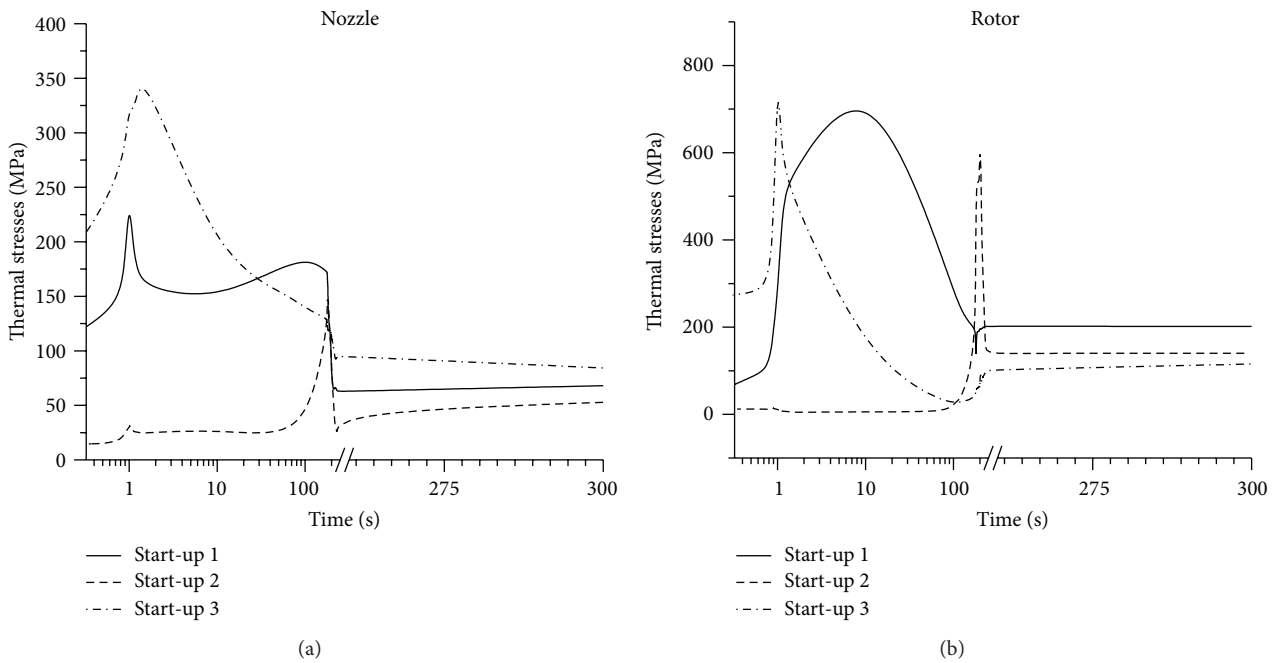 Nozzle
400
350
300
250
200
150
100
50
0
Thermal stresses (MPa)
1
10
100
275
300
Time (s)
Start-up 1
Start-up 2
Start-up 3
(a)
Rotor
800
600
400
200
0
Thermal stresses (MPa)
1
10
100
275
300
Time (s)
Start-up 1
Start-up 2
Start-up 3
(b)